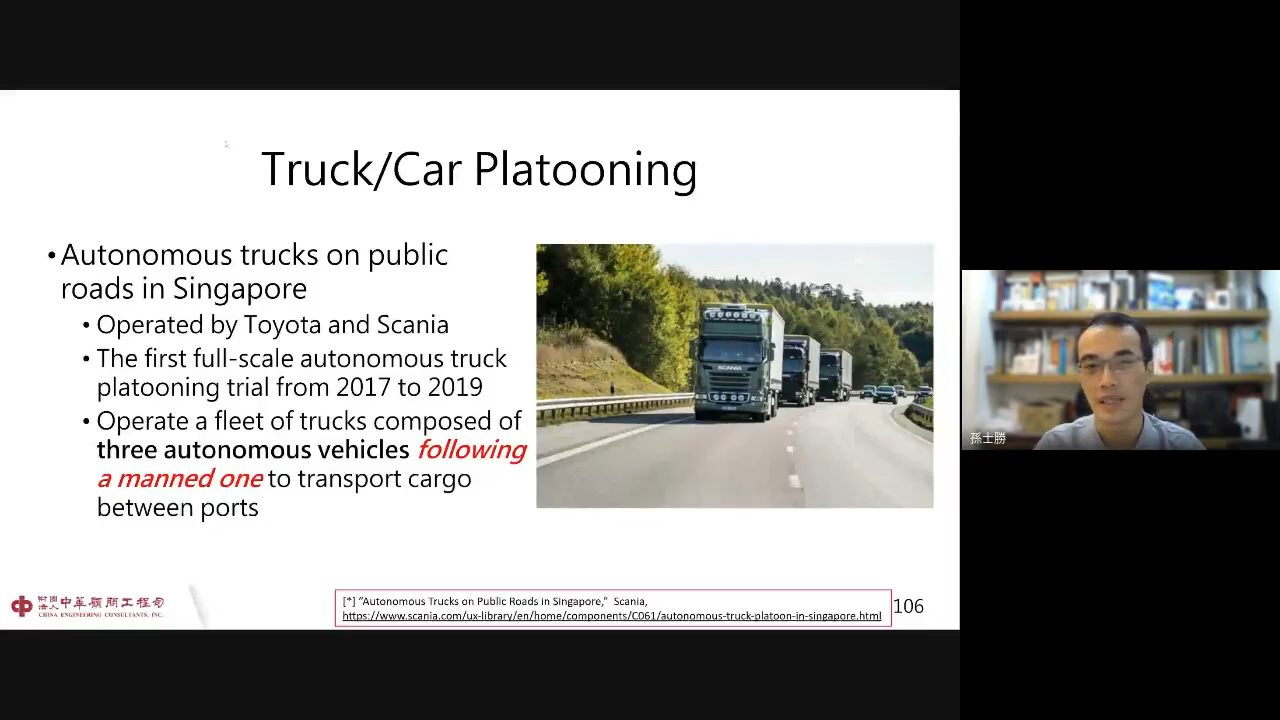 Truck/Car Platooning
• Autonomous trucks on public
roads in Singapore
• Operated by Toyota and Scania
• The first full-scale autonomous truck
platooning trial from 2017 to 2019
• Operate a fleet of trucks composed of
three autonomous vehicles following
a manned one to transport cargo
between ports
SCANIA
孫士勝
財團
法人中華顧問工程司
CHINA ENGINEERING CONSULTANTS, INC.
[*] “Autonomous Trucks on Public Roads in Singapore,” Scania,
https://www.scania.com/ux-library/en/home/components/C061/autonomous-truck-platoon-in-singapore.html
106